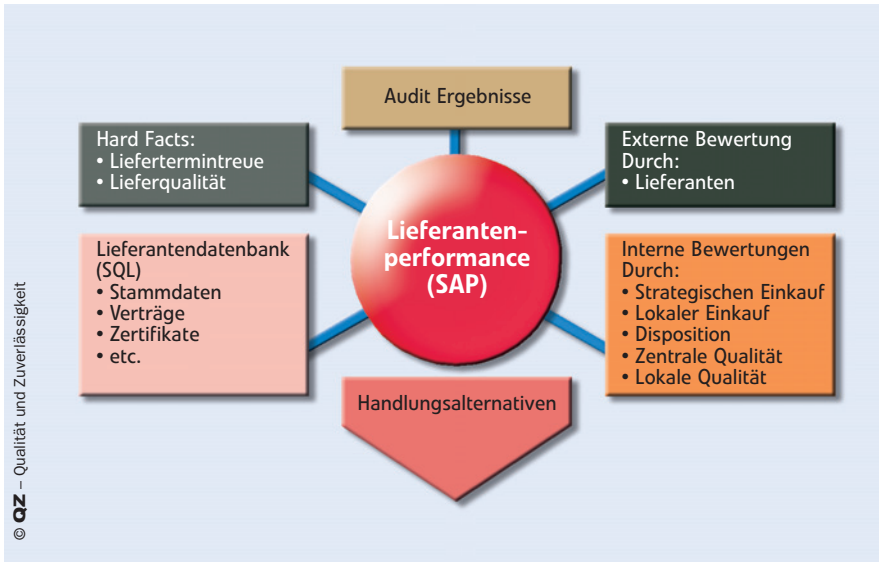 Audit Ergebnisse
Hard Facts:
• Liefertermintreue
• Lieferqualität
Externe Bewertung
Durch:
• Lieferanten
Lieferanten-
performance
(SAP)
Lieferantendatenbank
(SQL)
• Stammdaten
• Verträge
• Zertifikate
• etc.
Interne Bewertungen
Durch:
• Strategischen Einkauf
• Lokaler Einkauf
• Disposition
• Zentrale Qualität
• Lokale Qualität
Handlungsalternativen
© QZ – Qualität und Zuverlässigkeit